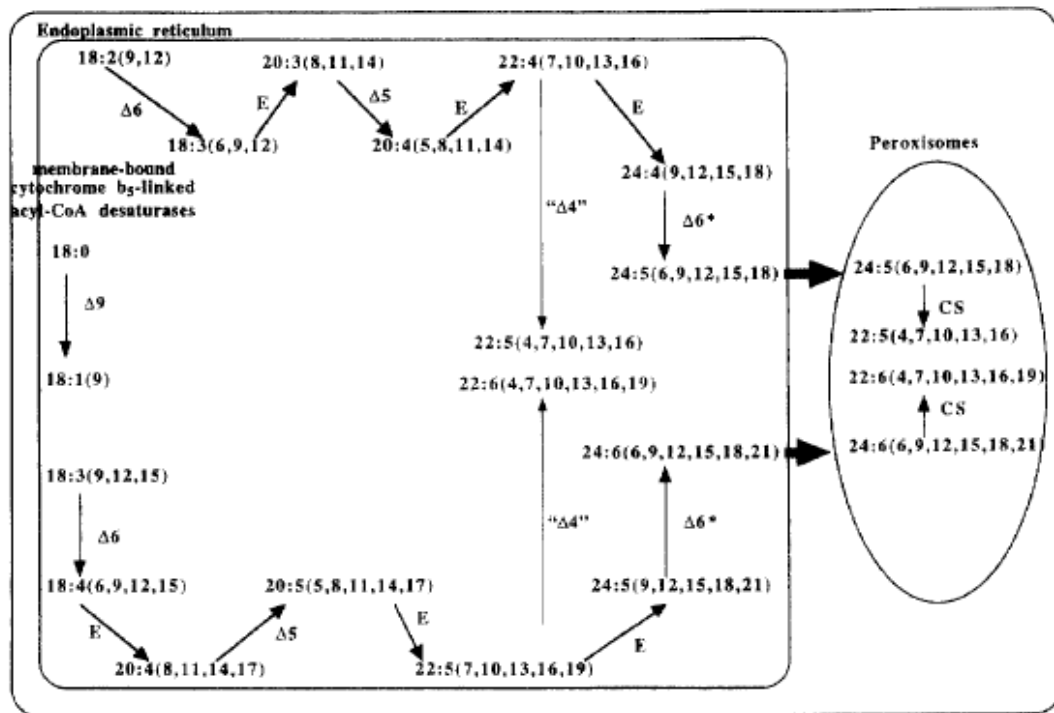 Endoplasmic reticulum
18:2(9,12)
20:3(8,11,14)
22:4(7,10,13,16)
Δ6
E
Δ5
E
E
18:3(6,9,12)
20:4(5,8,11,14)
24:4(9,12,15,18)
Peroxisomes
membrane-bound
cytochrome b5-linked
acyl-CoA desaturases
"Δ4"
Δ6*
18:0
24:5(6,9,12,15,18)
24:5(6,9,12,15,18)
Δ9
CS
22:5(4,7,10,13,16)
22:5(4,7,10,13,16)
18:1(9)
22:6(4,7,10,13,16,19)
22:6(4,7,10,13,16,19)
CS
24:6(6,9,12,15,18,21)
24:6(6,9,12,15,18,21)
18:3(9,12,15)
"Δ4"
Δ6*
Δ6
18:4(6,9,12,15)
20:5(5,8,11,14,17)
24:5(9,12,15,18,21)
E
Δ5
E
E
20:4(8,11,14,17)
22:5(7,10,13,16,19)